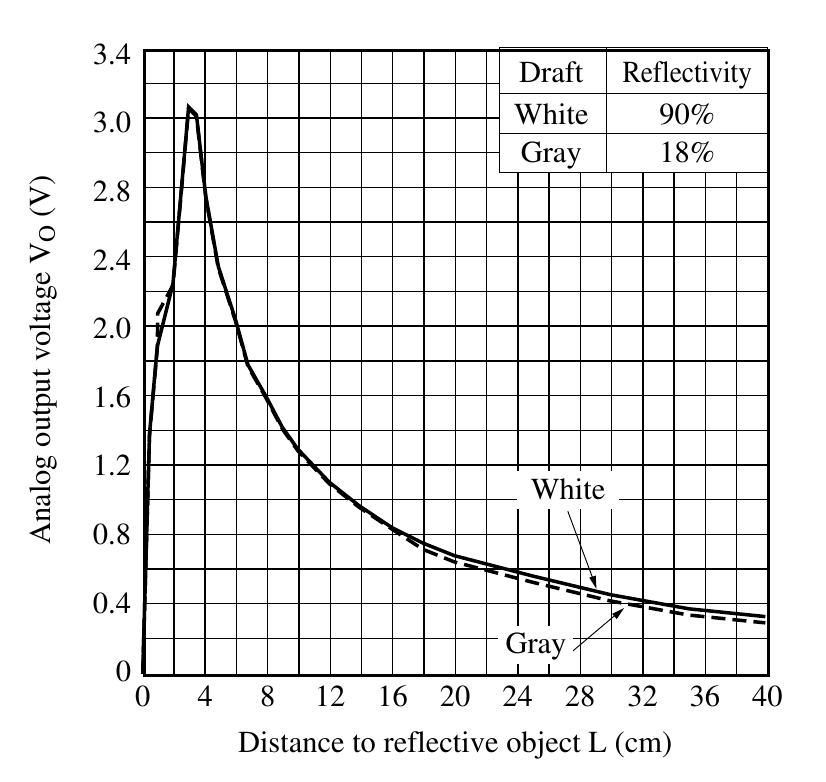 Analog output voltage VO (V)
3.4
3.0
2.8
2.4
2.0
1.6
1.2
0.8
0.4
0
Draft Reflectivity
White 90%
Gray 18%
White
Gray
0 4 8 12 16 20 24 28 32 36 40
Distance to reflective object L (cm)